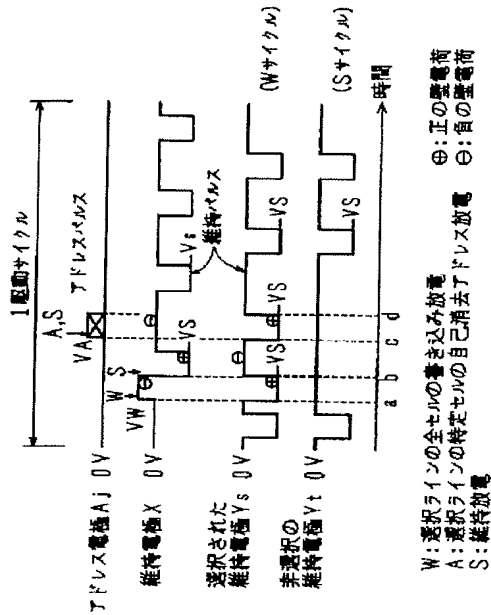 1駆動サイクル
A,S
VA
アドレスパルス
アドレス電極Aj 0V
W
S
VW
維持電極X 0V
VS
Vs
維持パルス
選択された
維持電極Ys 0V
VS
VS
VS
(Wサイクル)
非選択の
維持電極Yt 0V
VS
VS
(Sサイクル)
a
b
c
d
時間
W:選択ラインの全セルの書き込み放電
A:選択ラインの特定セルの自己消去アドレス放電
S:維持放電
⊕:正の壁電荷
⊖:負の壁電荷